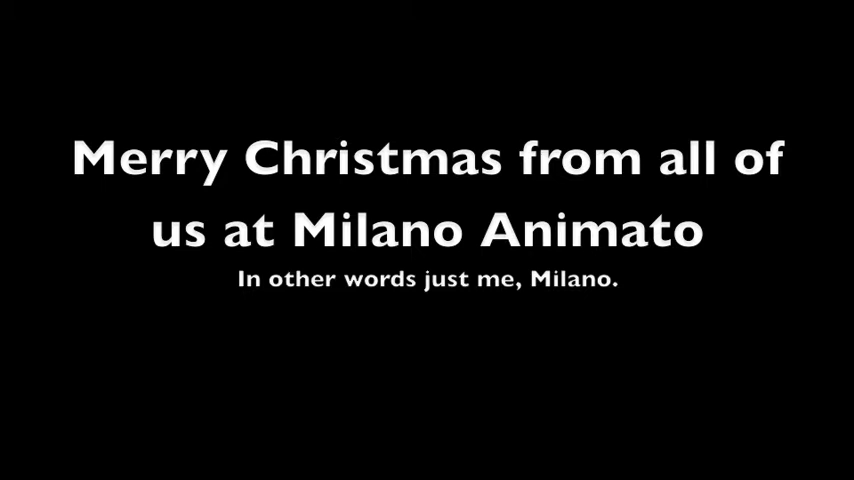 Merry Christmas from all of
us at Milano Animato
In other words just me, Milano.